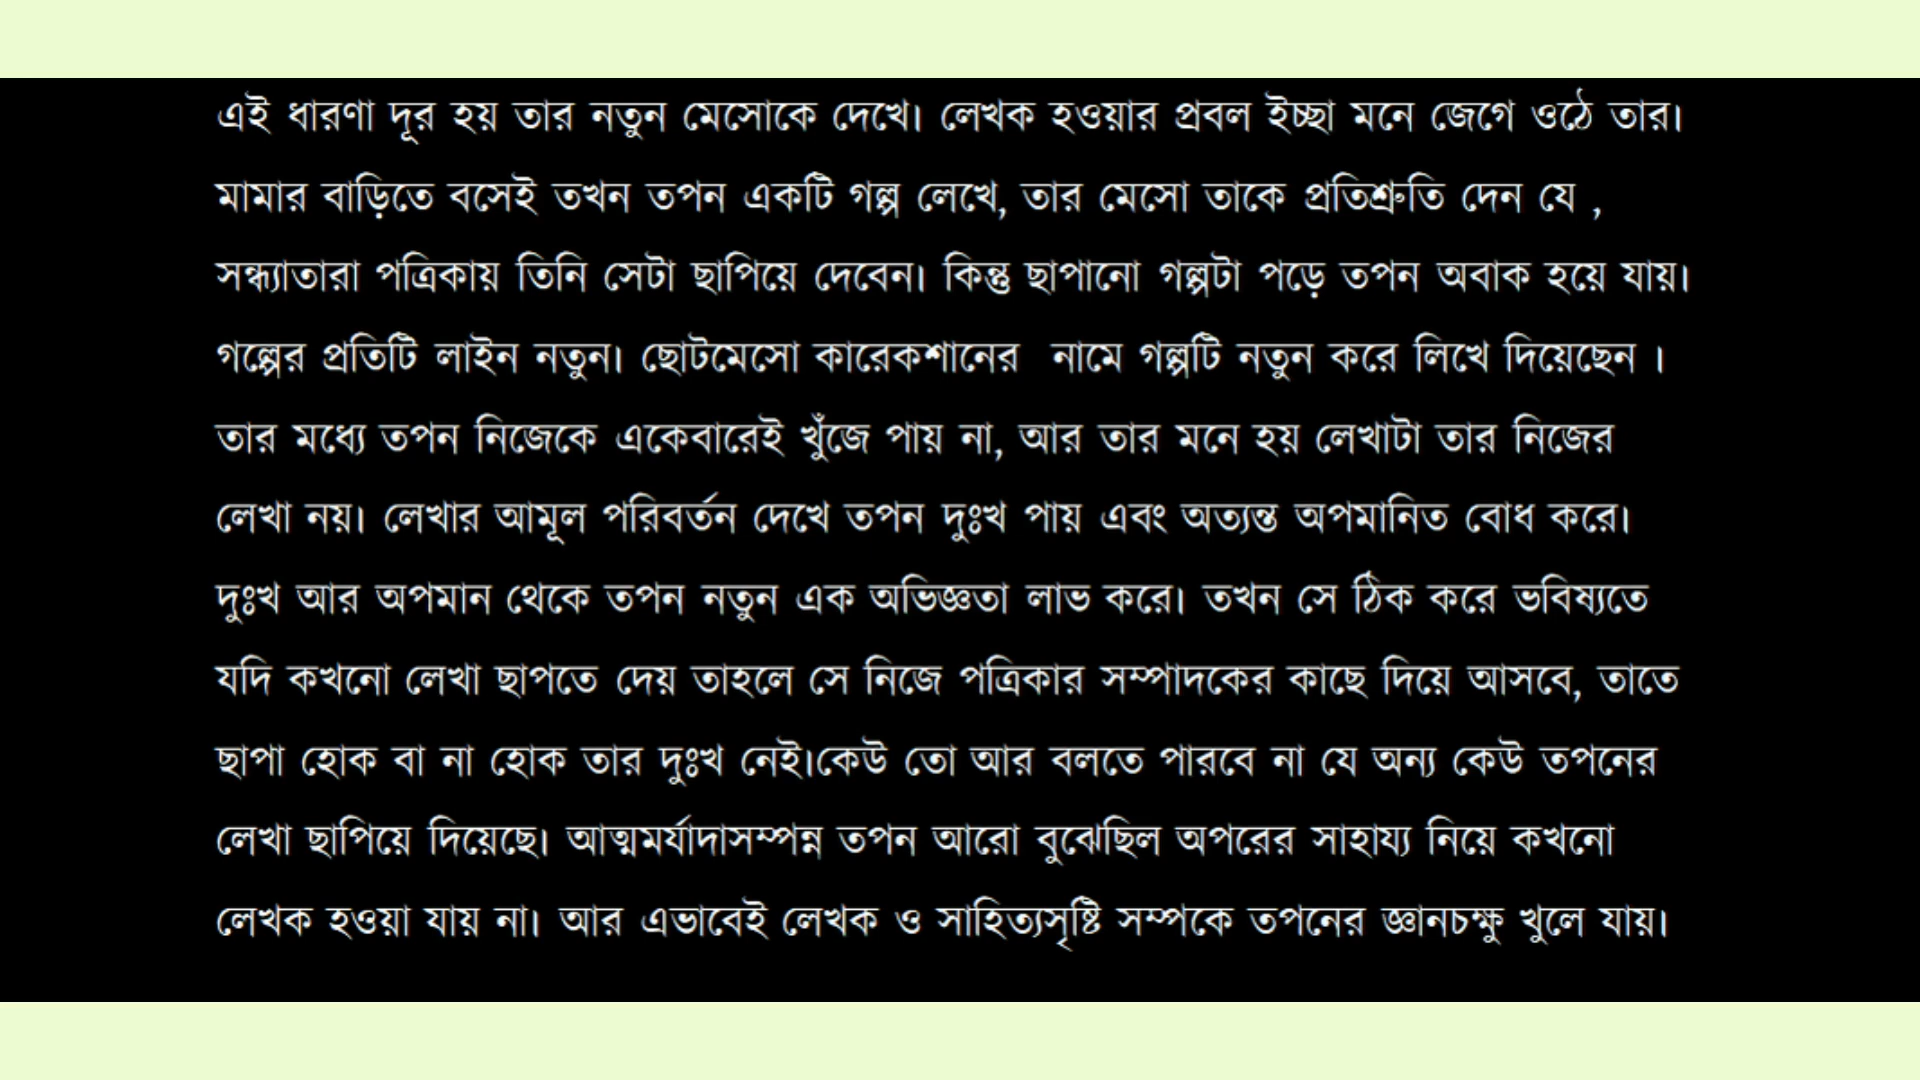 এই ধারণা দূর হয় তার নতুন মেসোকে দেখে। লেখক হওয়ার প্রবল ইচ্ছা মনে জেগে ওঠে তার।
মামার বাড়িতে বসেই তখন তপন একটি গল্প লেখে, তার মেসো তাকে প্রতিশ্রুতি দেন যে ,
সন্ধ্যাতারা পত্রিকায় তিনি সেটা ছাপিয়ে দেবেন। কিন্তু ছাপানো গল্পটা পড়ে তপন অবাক হয়ে যায়।
গল্পের প্রতিটি লাইন নতুন। ছোটমেসো কারেকশানের  নামে গল্পটি নতুন করে লিখে দিয়েছেন ।
তার মধ্যে তপন নিজেকে একেবারেই খুঁজে পায় না, আর তার মনে হয় লেখাটা তার নিজের
লেখা নয়। লেখার আমূল পরিবর্তন দেখে তপন দুঃখ পায় এবং অত্যন্ত অপমানিত বোধ করে।
দুঃখ আর অপমান থেকে তপন নতুন এক অভিজ্ঞতা লাভ করে। তখন সে ঠিক করে ভবিষ্যতে
যদি কখনো লেখা ছাপতে দেয় তাহলে সে নিজে পত্রিকার সম্পাদকের কাছে দিয়ে আসবে, তাতে
ছাপা হোক বা না হোক তার দুঃখ নেই।কেউ তো আর বলতে পারবে না যে অন্য কেউ তপনের
লেখা ছাপিয়ে দিয়েছে। আত্মমর্যাদাসম্পন্ন তপন আরো বুঝেছিল অপরের সাহায্য নিয়ে কখনো
লেখক হওয়া যায় না। আর এভাবেই লেখক ও সাহিত্যসৃষ্টি সম্পকে তপনের জ্ঞানচক্ষু খুলে যায়।